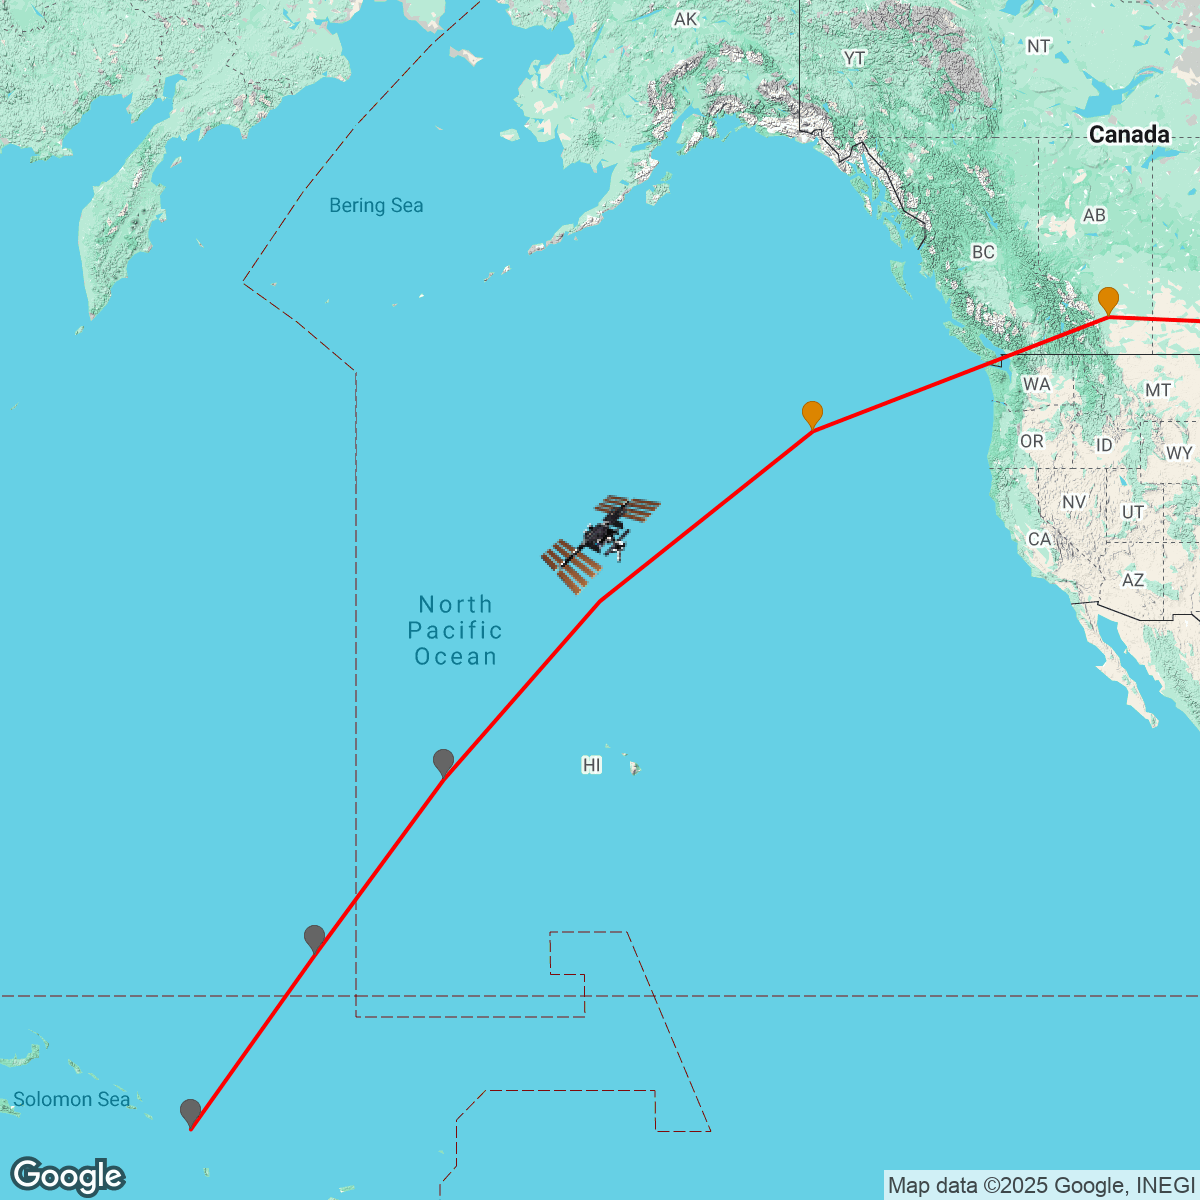 AK
YT
NT
Canada
Bering Sea
AB
BC
WA
MT
OR
ID
WY
NV
UT
CA
AZ
North
Pacific
Ocean
HI
Solomon Sea
Google
Map data ©2025 Google, INEGI